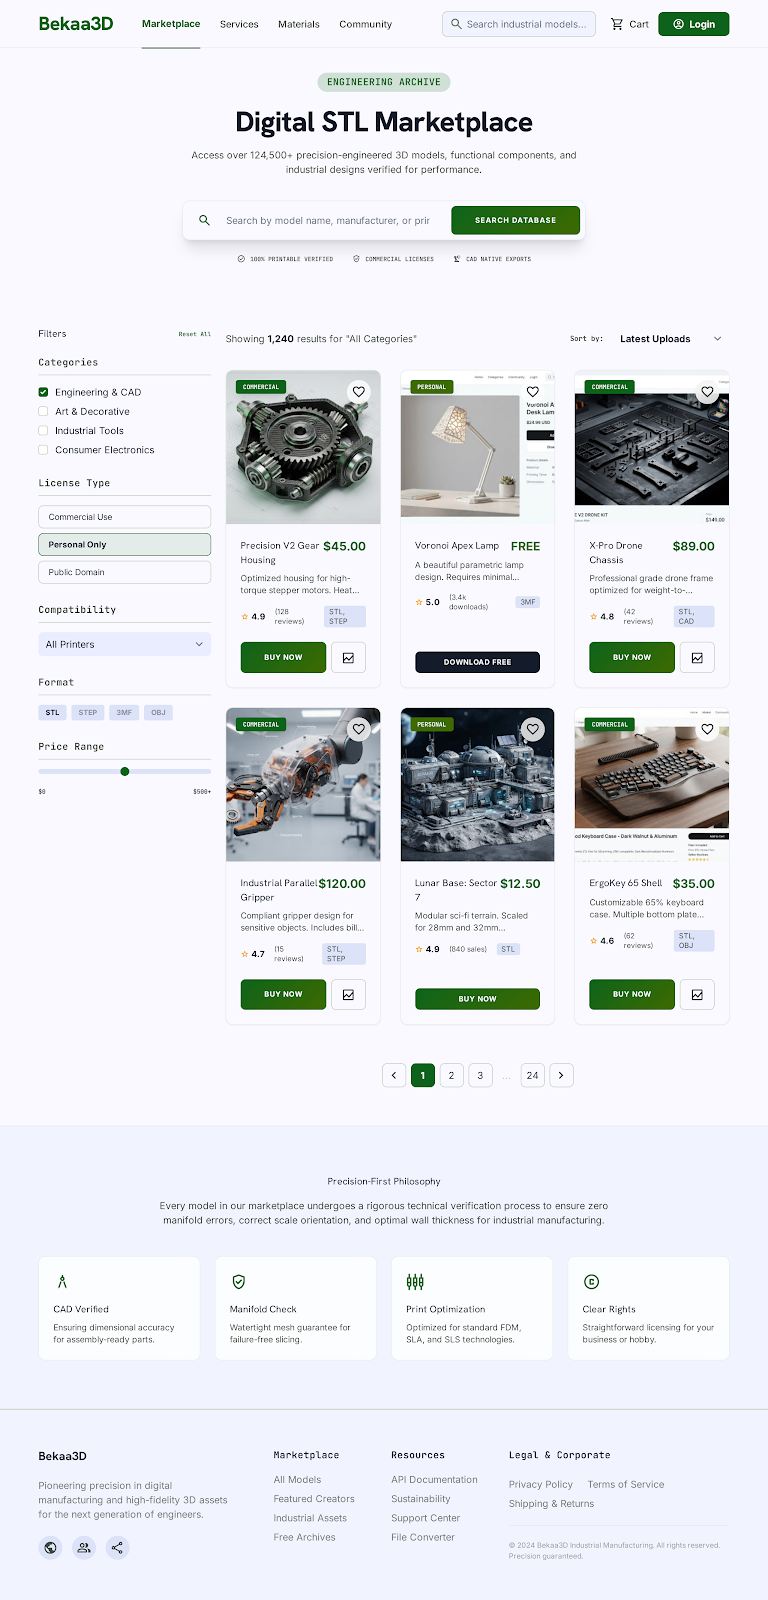 Bekaa3D
Marketplace
Services
Materials
Community
Search industrial models...
Cart
Login
ENGINEERING ARCHIVE
Digital STL Marketplace
Access over 124,500+ precision-engineered 3D models, functional components, and
industrial designs verified for performance.
Search by model name, manufacturer, or prir
SEARCH DATABASE
100% PRINTABLE VERIFIED
COMMERCIAL LICENSES
CAD NATIVE EXPORTS
Filters
Reset All
Categories
Engineering & CAD
Art & Decorative
Industrial Tools
Consumer Electronics
License Type
Commercial Use
Personal Only
Public Domain
Compatibility
All Printers
Format
STL
STEP
3MF
OBJ
Price Range
$0
$500+
Showing 1,240 results for "All Categories"
Sort by:
Latest Uploads
COMMERCIAL
Precision V2 Gear
Housing
$45.00
Optimized housing for high-
torque stepper motors. Heat...
4.9
(128
reviews)
STL,
STEP
BUY NOW
PERSONAL
Voronoi A
Desk Lam
$24.99 USD
Voronoi Apex Lamp
FREE
A beautiful parametric lamp
design. Requires minimal...
5.0
(3.4k
downloads)
3MF
DOWNLOAD FREE
COMMERCIAL
E V2 DRONE KIT
$149.00
X-Pro Drone
Chassis
$89.00
Professional grade drone frame
optimized for weight-to-...
4.8
(42
reviews)
STL,
CAD
BUY NOW
COMMERCIAL
Industrial Parallel
Gripper
$120.00
Compliant gripper design for
sensitive objects. Includes bill...
4.7
(15
reviews)
STL,
STEP
BUY NOW
PERSONAL
Lunar Base: Sector
7
$12.50
Modular sci-fi terrain. Scaled
for 28mm and 32mm...
4.9
(840 sales)
STL
BUY NOW
COMMERCIAL
od Keyboard Case - Dark Walnut & Aluminum
ErgoKey 65 Shell
$35.00
Customizable 65% keyboard
case. Multiple bottom plate...
4.6
(62
reviews)
STL,
OBJ
BUY NOW
1
2
3
...
24
Precision-First Philosophy
Every model in our marketplace undergoes a rigorous technical verification process to ensure zero
manifold errors, correct scale orientation, and optimal wall thickness for industrial manufacturing.
CAD Verified
Ensuring dimensional accuracy
for assembly-ready parts.
Manifold Check
Watertight mesh guarantee for
failure-free slicing.
Print Optimization
Optimized for standard FDM,
SLA, and SLS technologies.
Clear Rights
Straightforward licensing for your
business or hobby.
Bekaa3D
Pioneering precision in digital
manufacturing and high-fidelity 3D assets
for the next generation of engineers.
Marketplace
All Models
Featured Creators
Industrial Assets
Free Archives
Resources
API Documentation
Sustainability
Support Center
File Converter
Legal & Corporate
Privacy Policy
Terms of Service
Shipping & Returns
© 2024 Bekaa3D Industrial Manufacturing. All rights reserved.
Precision guaranteed.